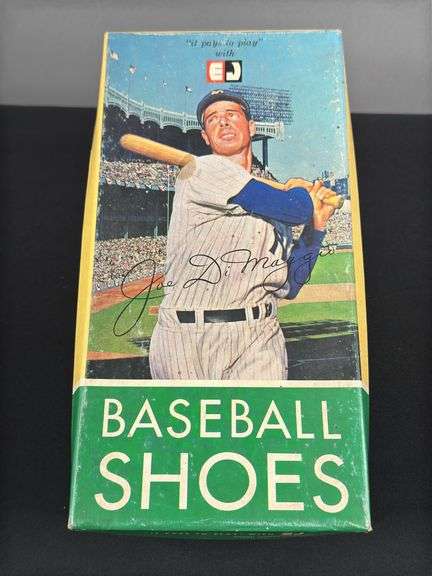 "it pays to play"
with
EJ
Joe DiMaggio
BASEBALL
SHOES